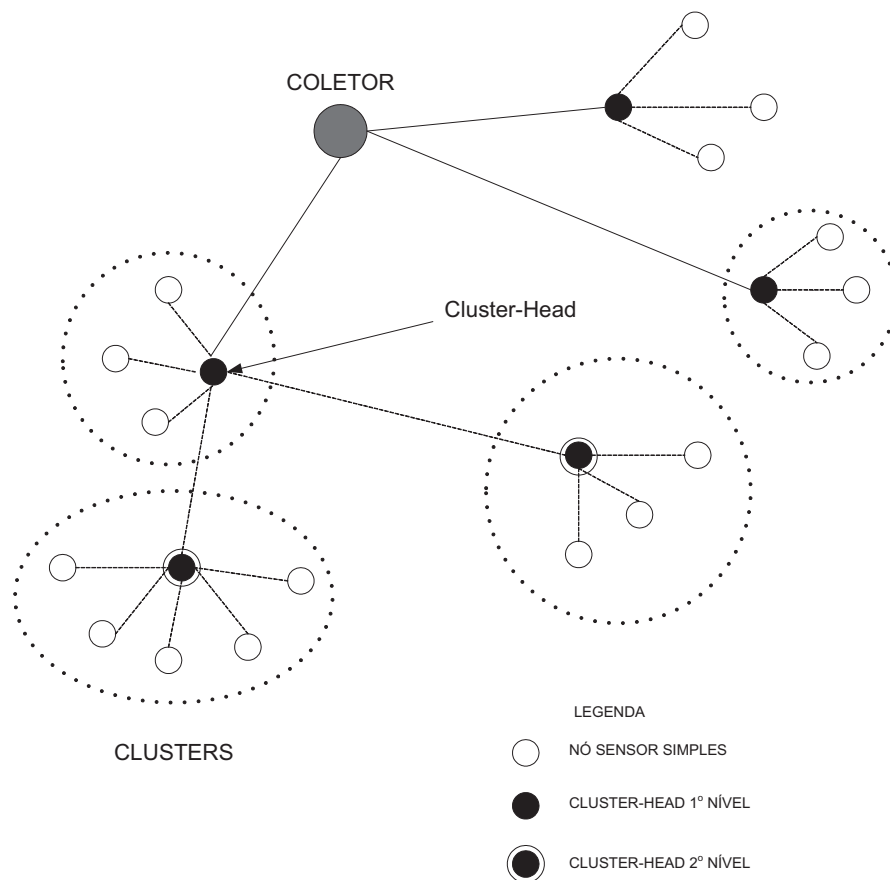 COLETOR
Cluster-Head
CLUSTERS
LEGENDA
NÓ SENSOR SIMPLES
CLUSTER-HEAD 1º NÍVEL
CLUSTER-HEAD 2º NÍVEL